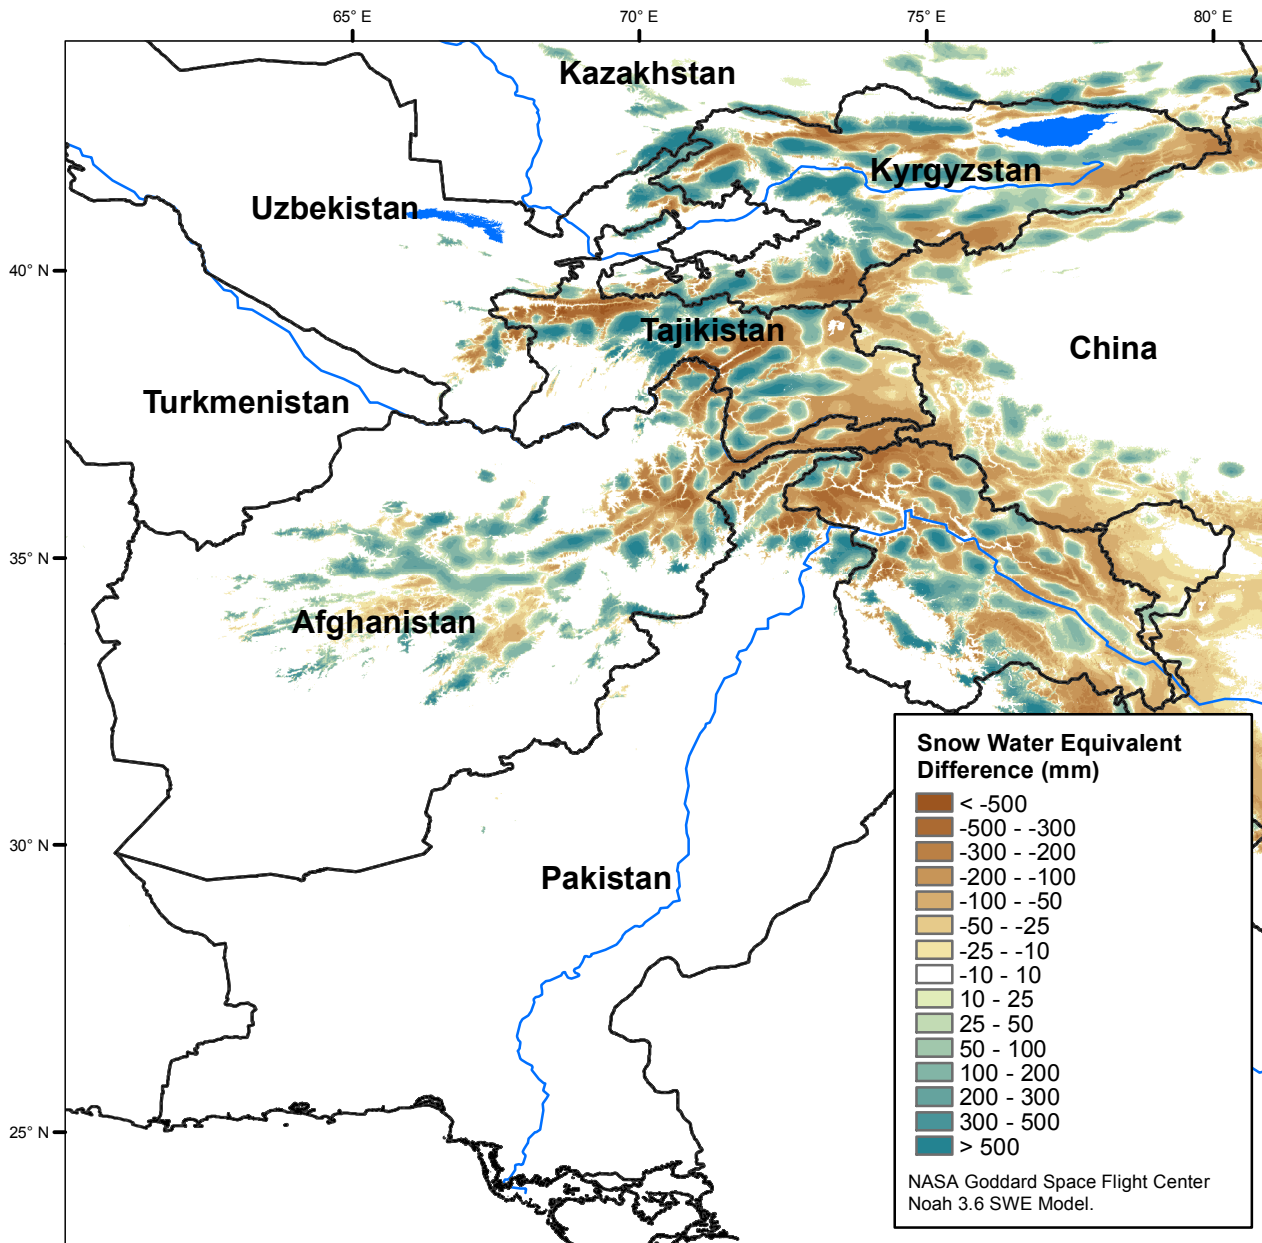 65° E
70° E
75° E
80° E
Kazakhstan
Kyrgyzstan
Uzbekistan
40° N
Tajikistan
China
Turkmenistan
35° N
Afghanistan
30° N
Pakistan
25° N
Snow Water Equivalent
Difference (mm)
< -500
-500 - -300
-300 - -200
-200 - -100
-100 - -50
-50 - -25
-25 - -10
-10 - 10
10 - 25
25 - 50
50 - 100
100 - 200
200 - 300
300 - 500
> 500
NASA Goddard Space Flight Center
Noah 3.6 SWE Model.